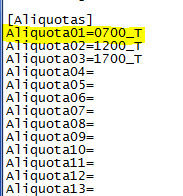 [Aliquotas]
Aliquota01=0700_T
Aliquota02=1200_T
Aliquota03=1700_T
Aliquota04=
Aliquota05=
Aliquota06=
Aliquota07=
Aliquota08=
Aliquota09=
Aliquota10=
Aliquota11=
Aliquota12=
Aliquota13=